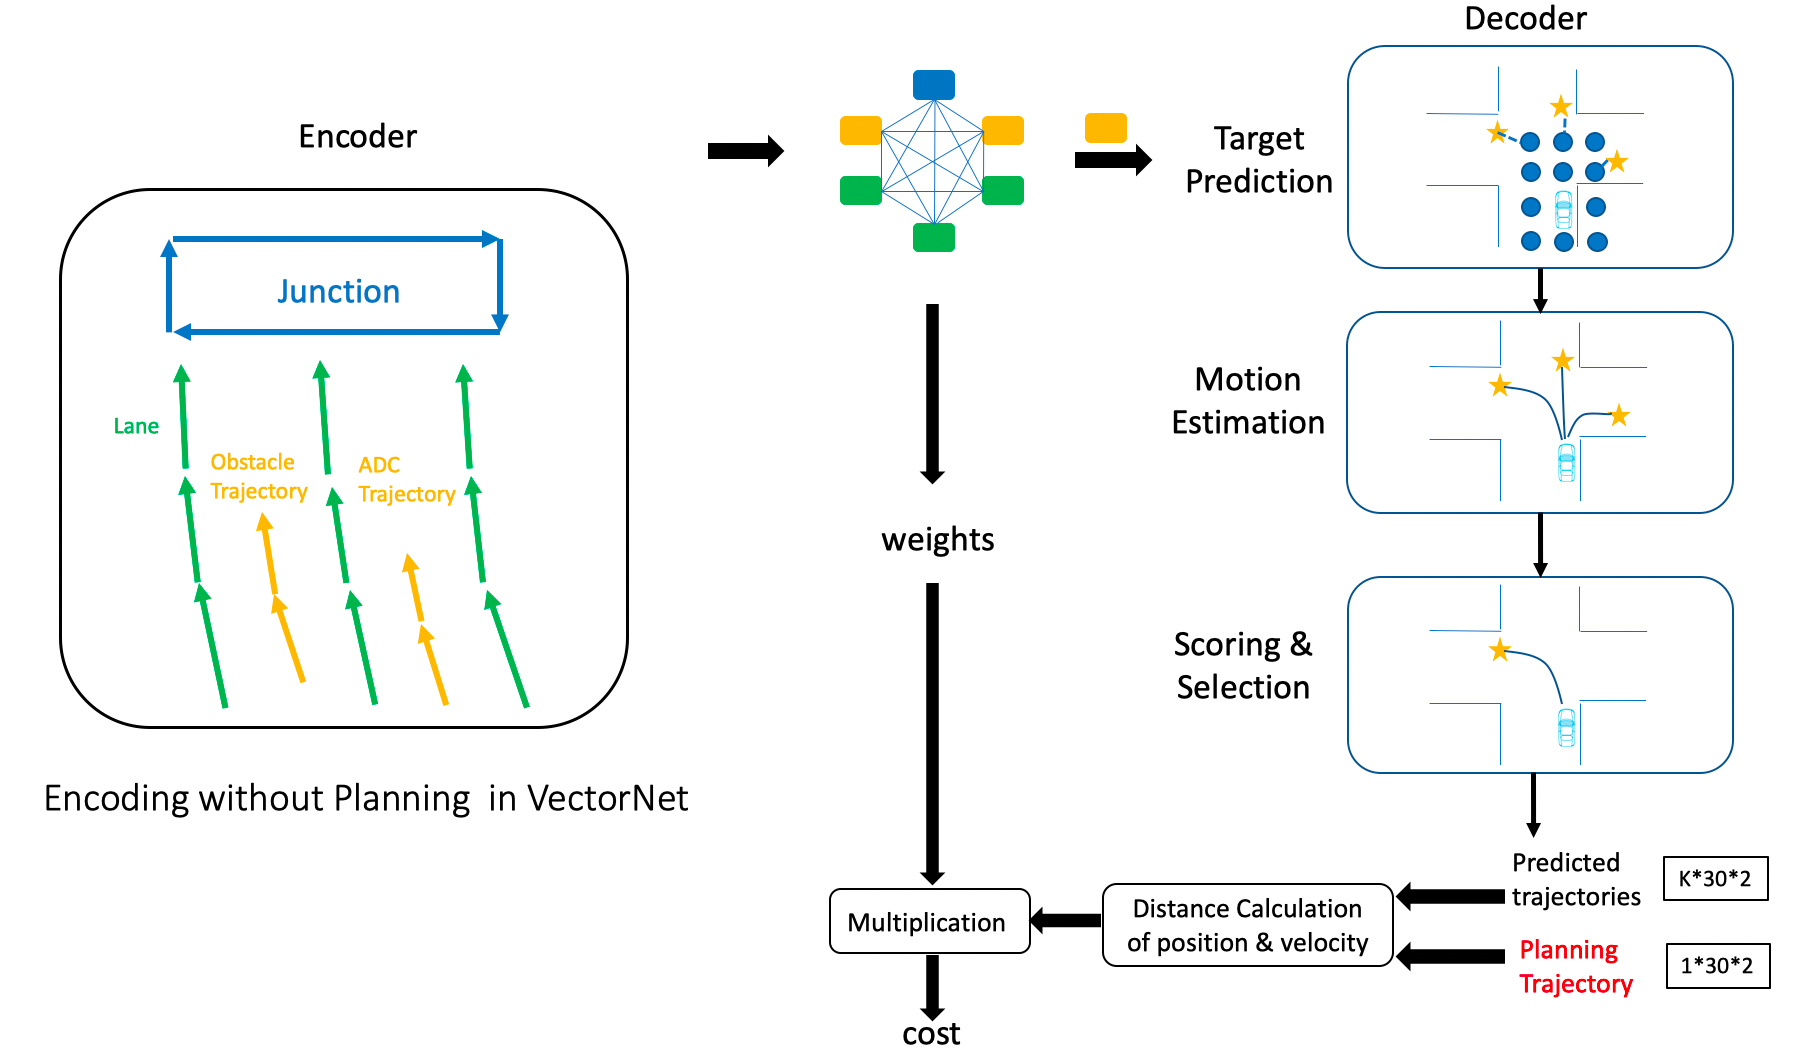 Decoder
Encoder
Target
Prediction
Junction
Lane
Obstacle
Trajectory
ADC
Trajectory
Motion
Estimation
weights
Scoring &
Selection
Encoding without Planning in VectorNet
Predicted
trajectories
K*30*2
Multiplication
Distance Calculation
of position & velocity
Planning
Trajectory
1*30*2
cost